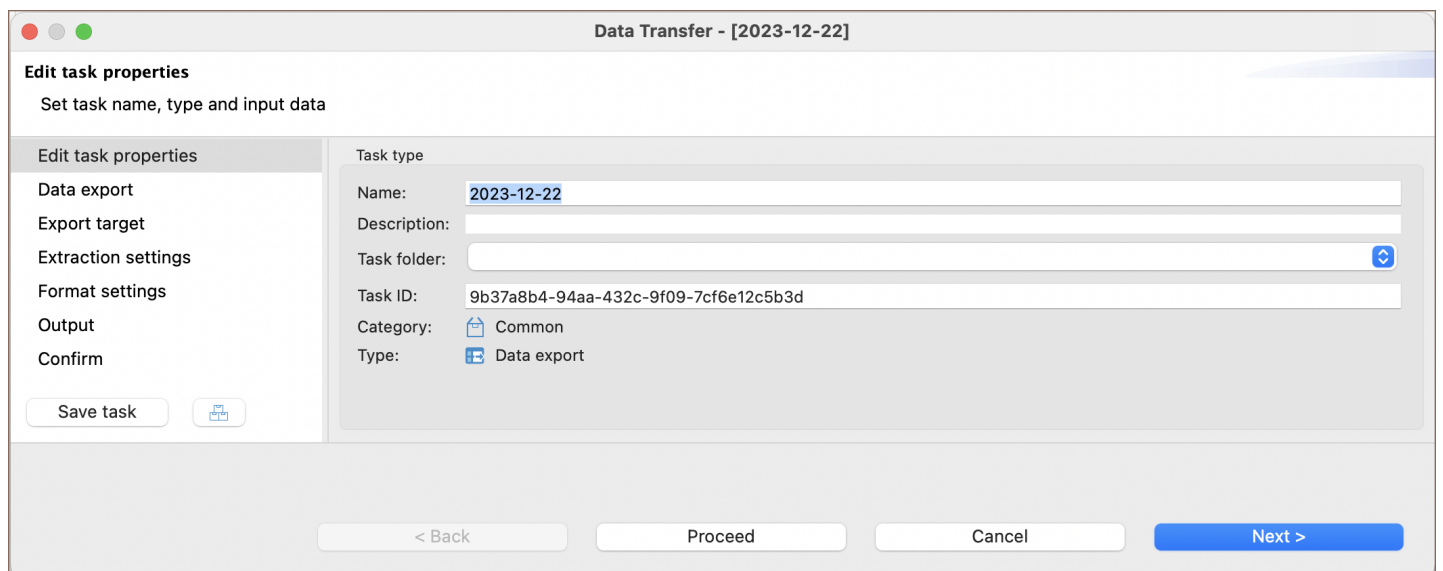 Data Transfer - [2023-12-22]
Edit task properties
Set task name, type and input data
Edit task properties
Data export
Export target
Extraction settings
Format settings
Output
Confirm
Save task
Task type
Name: 2023-12-22
Description:
Task folder:
Task ID: 9b37a8b4-94aa-432c-9f09-7cf6e12c5b3d
Category: Common
Type: Data export
< Back Proceed Cancel Next >